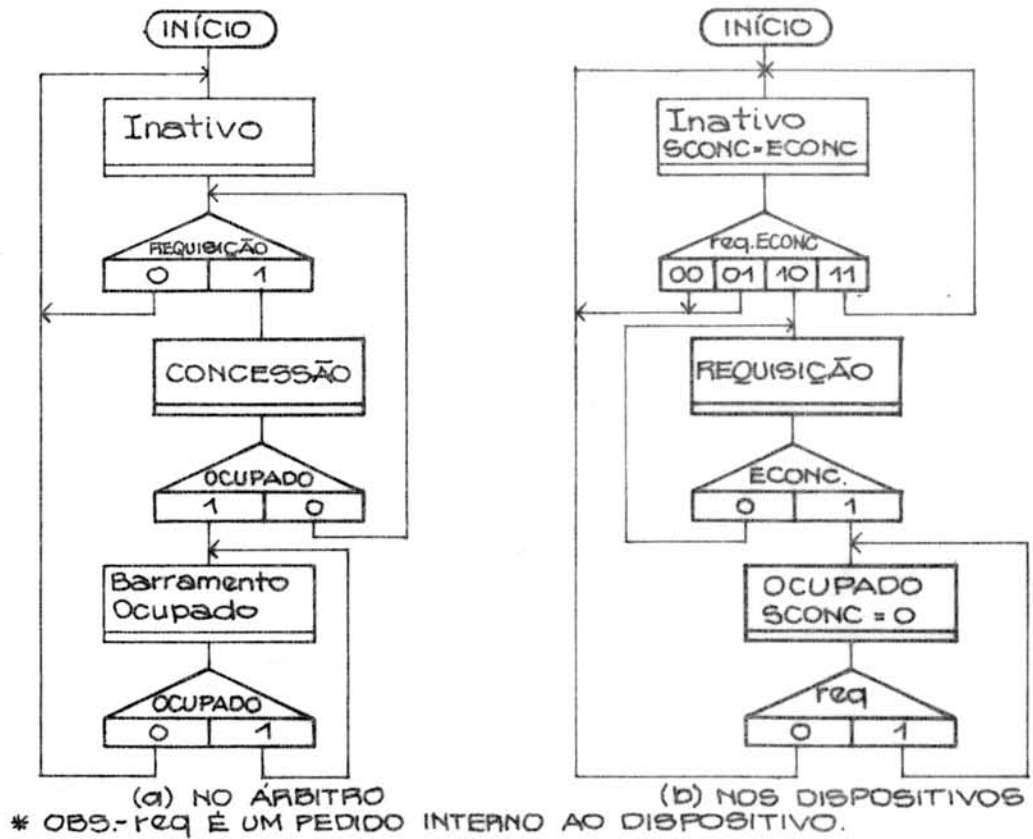 INÍCIO
Inativo
REQUISIÇÃO
0 1
CONCESSÃO
OCUPADO
1 0
Barramento
Ocupado
OCUPADO
0 1
(a) NO ÁRBITRO
INÍCIO
Inativo
SCONC=ECONC
req.ECONC
00 01 10 11
REQUISIÇÃO
ECONC.
0 1
OCUPADO
SCONC = 0
req
0 1
(b) NOS DISPOSITIVOS
* OBS.-req É UM PEDIDO INTERNO AO DISPOSITIVO.